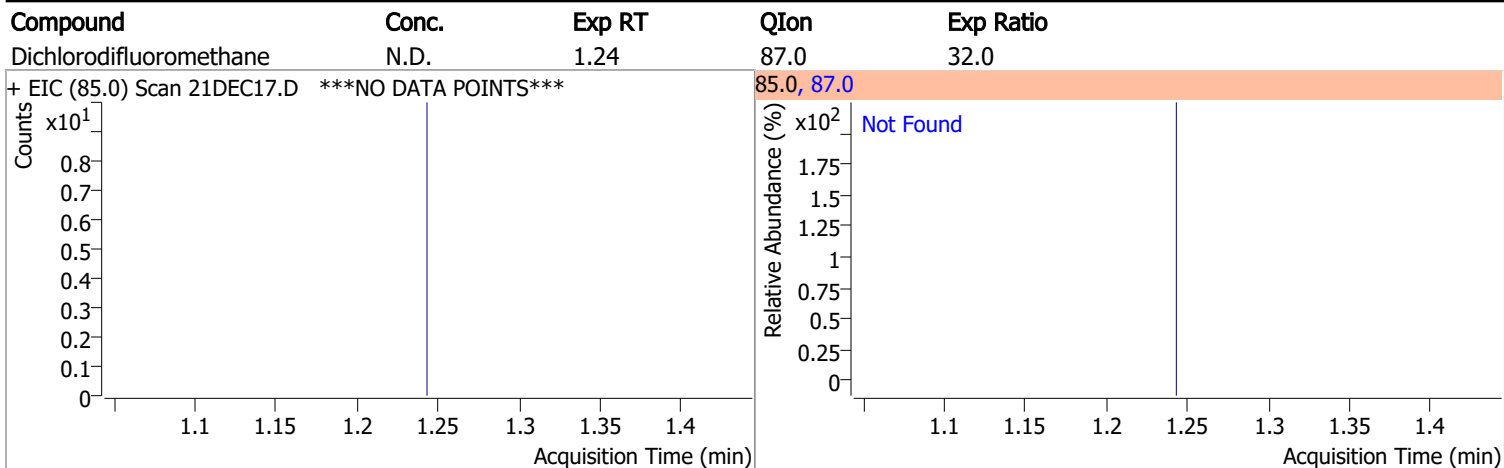 Compound Conc. Exp RT QIon Exp Ratio
Dichlorodifluoromethane N.D. 1.24 87.0 32.0
+ EIC (85.0) Scan 21DEC17.D ***NO DATA POINTS***
Counts
x10¹
0.8
0.7
0.6
0.5
0.4
0.3
0.2
0.1
0
1.1 1.15 1.2 1.25 1.3 1.35 1.4
Acquisition Time (min)
85.0, 87.0
Relative Abundance (%)
x10²
Not Found
1.75
1.5
1.25
1
0.75
0.5
0.25
0
1.1 1.15 1.2 1.25 1.3 1.35 1.4
Acquisition Time (min)